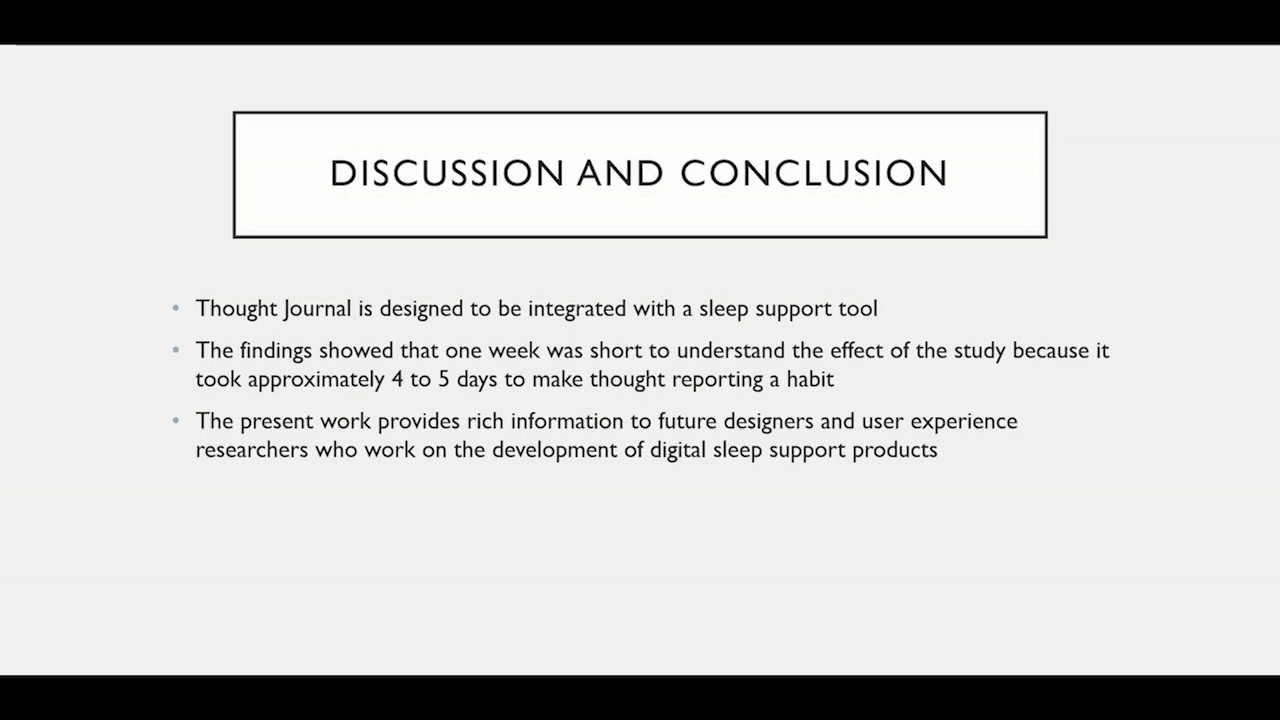 DISCUSSION AND CONCLUSION
• Thought Journal is designed to be integrated with a sleep support tool
• The findings showed that one week was short to understand the effect of the study because it
took approximately 4 to 5 days to make thought reporting a habit
• The present work provides rich information to future designers and user experience
researchers who work on the development of digital sleep support products